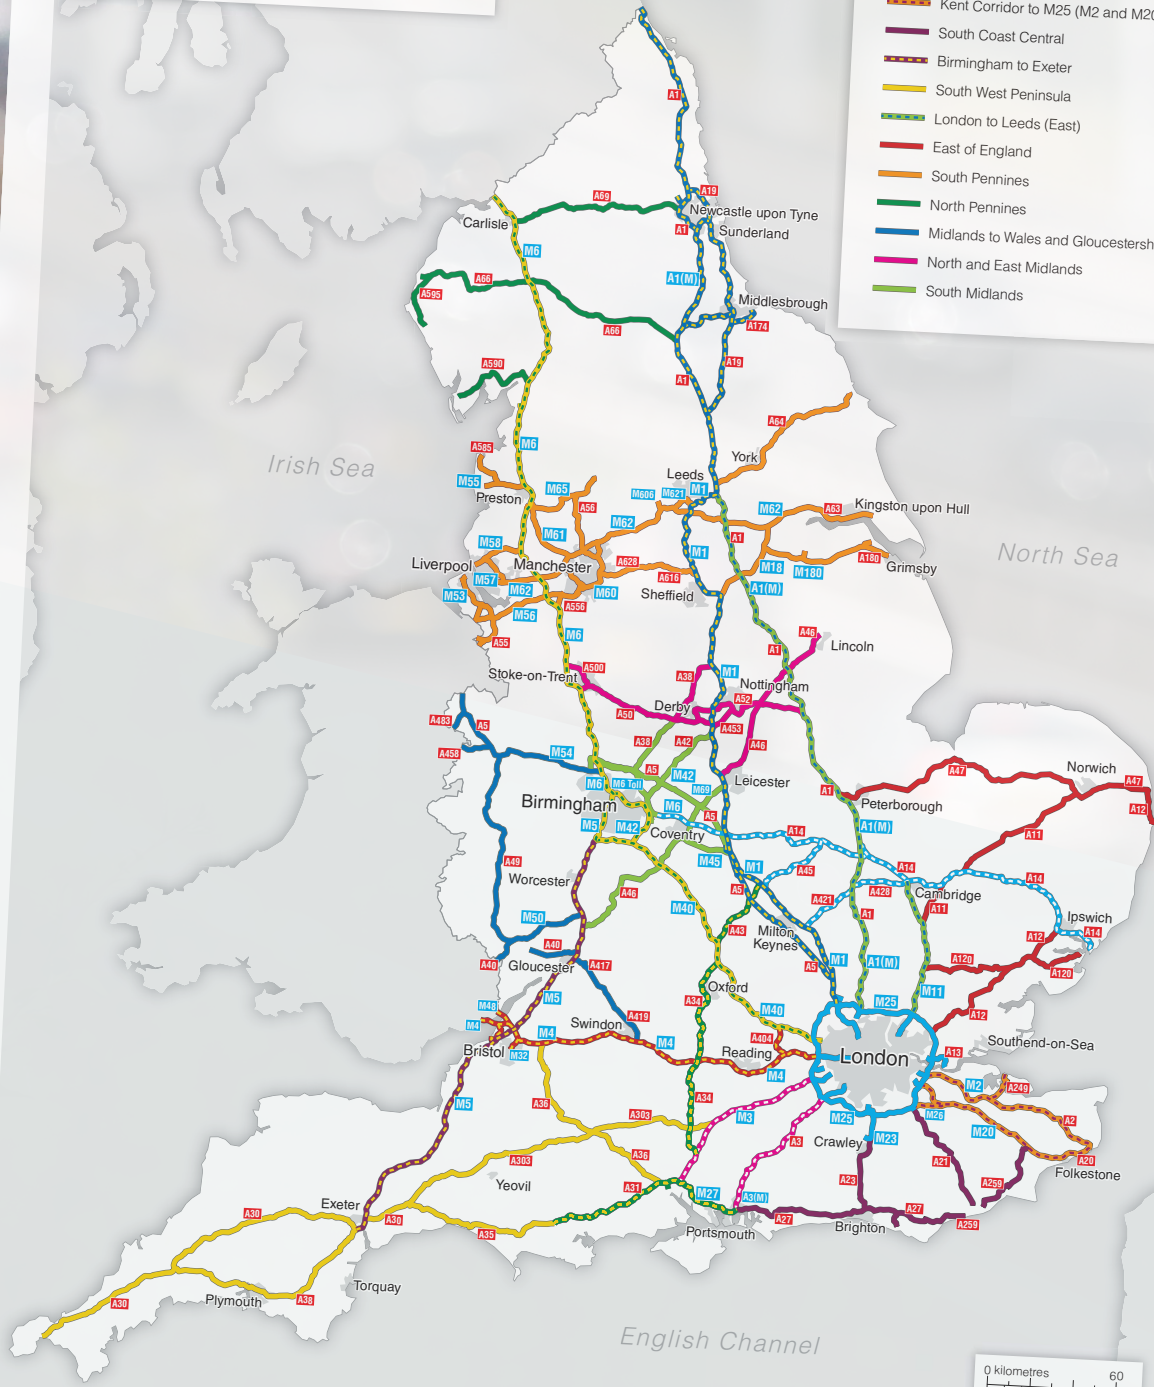 Kent Corridor to M25 (M2 and M20
South Coast Central
Birmingham to Exeter
South West Peninsula
London to Leeds (East)
East of England
South Pennines
North Pennines
Midlands to Wales and Gloucestersh
North and East Midlands
South Midlands
A1
A19
A69
Newcastle upon Tyne
Carlisle
A1
Sunderland
M6
A66
A1(M)
A595
Middlesbrough
A66
A174
A590
A19
A1
A64
M6
A585
York
Irish Sea
Leeds
M55
M65
M606
M621
M1
Preston
A56
M62
A63
Kingston upon Hull
M62
M61
A1
M58
M1
North Sea
Liverpool
Manchester
A628
A180
M57
A616
M18
M180
Grimsby
M53
M62
M60
Sheffield
A1(M)
A556
M56
M6
A46
A55
A1
Lincoln
Stoke-on-Trent
A500
A38
M1
Nottingham
A50
Derby
A52
A483
A5
A453
A38
A42
A46
A458
M54
A5
M42
Leicester
Norwich
A47
A47
M6
M6 Toll
M69
A1
Birmingham
M6
Peterborough
A12
M5
M42
Coventry
A5
A14
A1(M)
A11
A49
M45
M1
A45
A14
Worcester
A46
A5
A428
A14
M40
A421
Cambridge
M50
A43
A1
A11
Ipswich
A40
Milton
Keynes
A12
A14
A40
Gloucester
A417
A5
M1
A1(M)
A120
A120
M5
Oxford
M11
M48
A34
M40
M25
M4
A419
A12
Swindon
M4
M4
A404
Southend-on-Sea
Bristol
M32
Reading
London
A13
M4
M2
A249
M5
A36
A34
M3
A303
M25
M26
A2
A3
Crawley
M23
M20
A303
A36
A21
A20
Yeovil
A31
M27
A3(M)
A23
A259
Folkestone
Exeter
A30
A30
A27
A27
A35
Portsmouth
Brighton
A259
Torquay
A30
Plymouth
A38
English Channel
0 kilometres
60